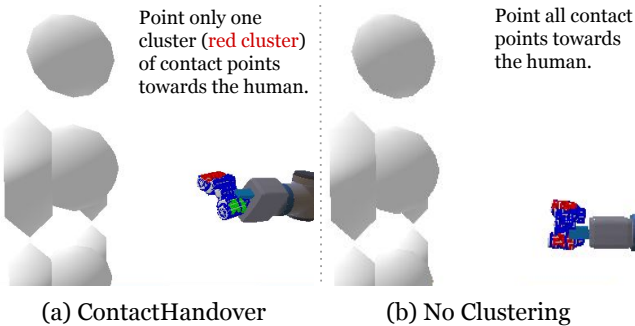 Point only one
cluster (red cluster)
of contact points
towards the human.
Point all contact
points towards
the human.
(a) ContactHandover
(b) No Clustering